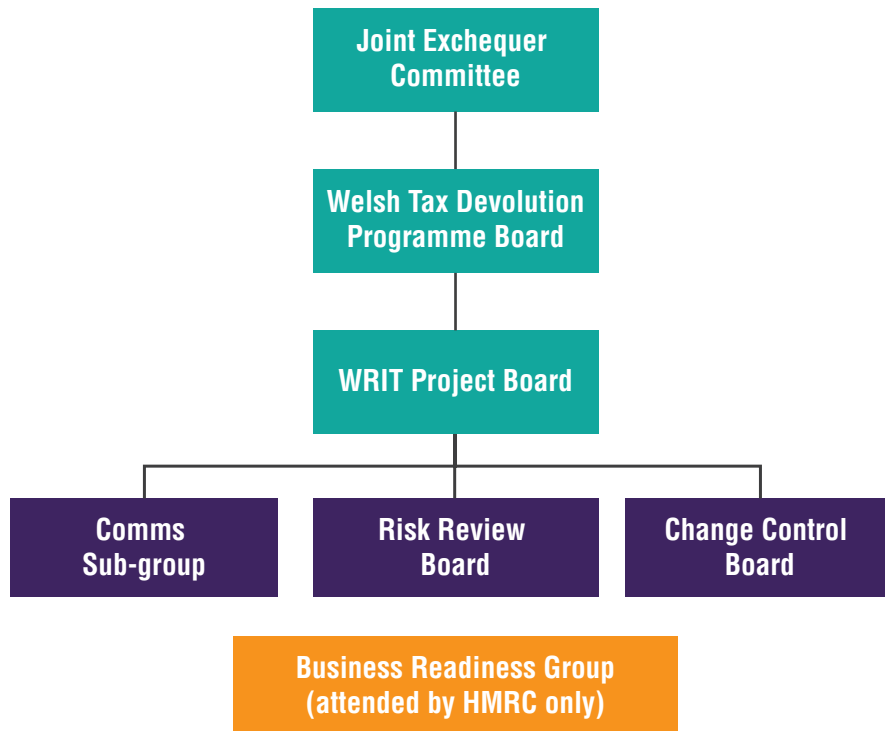 Joint Exchequer
Committee
Welsh Tax Devolution
Programme Board
WRIT Project Board
Comms
Sub-group
Risk Review
Board
Change Control
Board
Business Readiness Group
(attended by HMRC only)